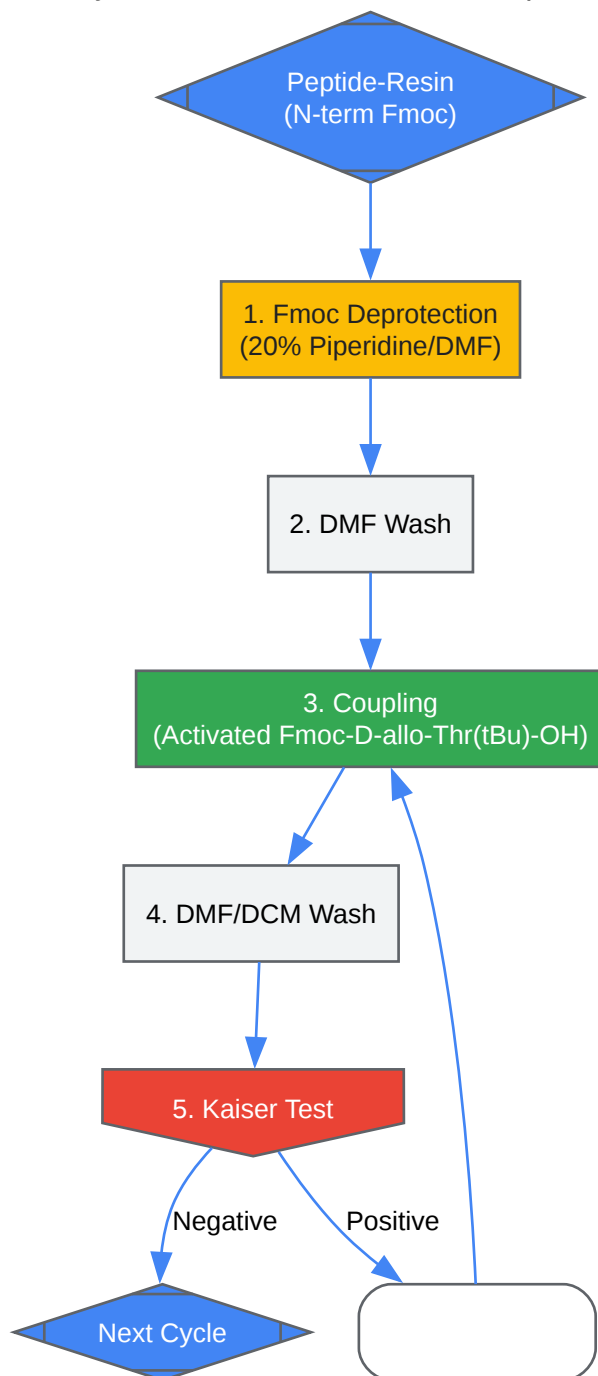 Peptide-Resin
(N-term Fmoc)
1. Fmoc Deprotection
(20% Piperidine/DMF)
2. DMF Wash
3. Coupling
(Activated Fmoc-D-allo-Thr(tBu)-OH)
4. DMF/DCM Wash
5. Kaiser Test
Negative
Positive
Next Cycle